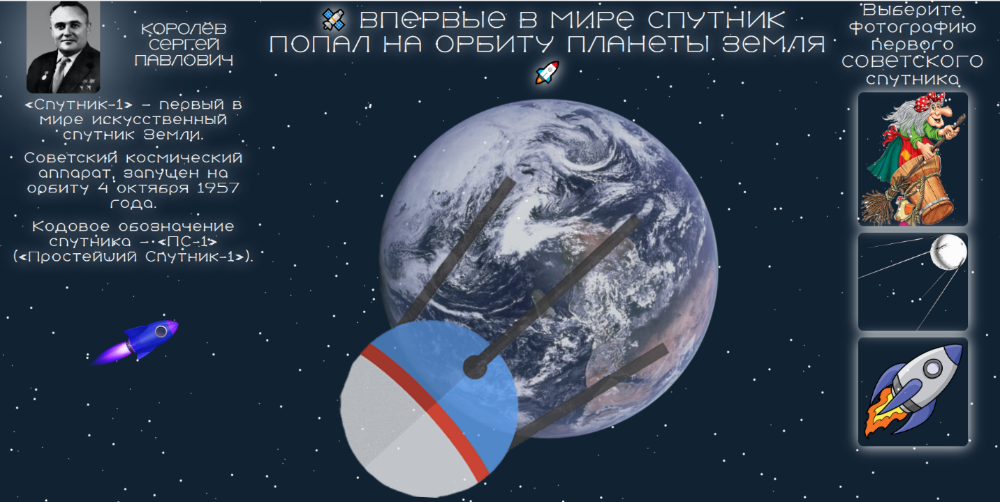 КОРОЛЁВ
СЕРГЕЙ
ПАВЛОВИЧ
«Спутник-1» – первый в
мире искусственный
спутник Земли.
Советский космический
аппарат, запущен на
орбиту 4 октября 1957
года.
Кодовое обозначение
спутника – «ПС-1»
(«Простейший Спутник-1»).
ВПЕРВЫЕ В МИРЕ СПУТНИК
ПОПАЛ НА ОРБИТУ ПЛАНЕТЫ ЗЕМЛЯ
Выберите
фотографию
первого
СОВЕТСКОГО
спутника